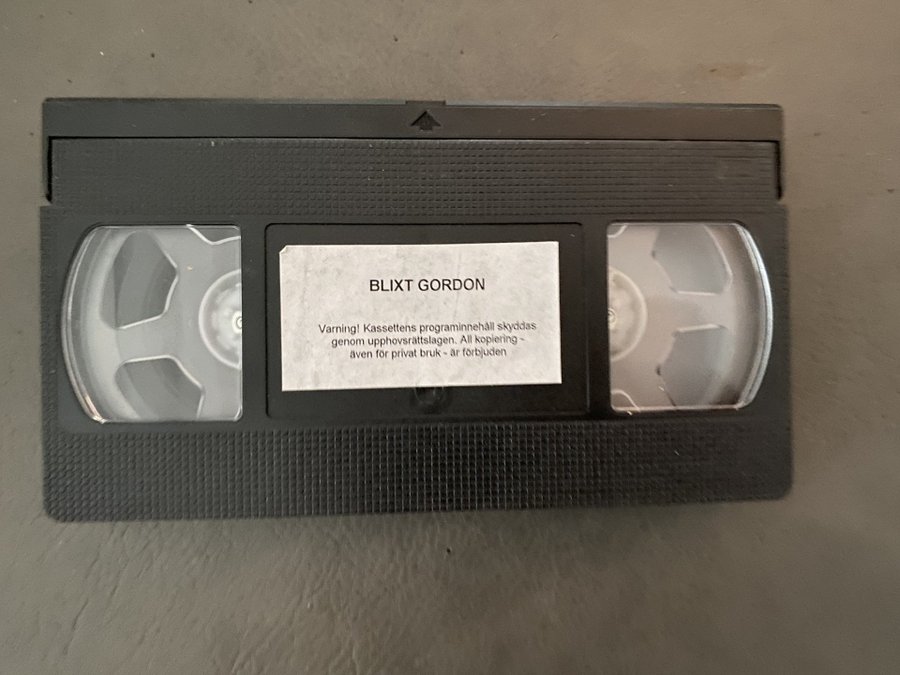 BLIXT GORDON
Varning! Kassettens programinnehåll skyddas
genom upphovsrättslagen. All kopiering -
även för privat bruk - är förbjuden